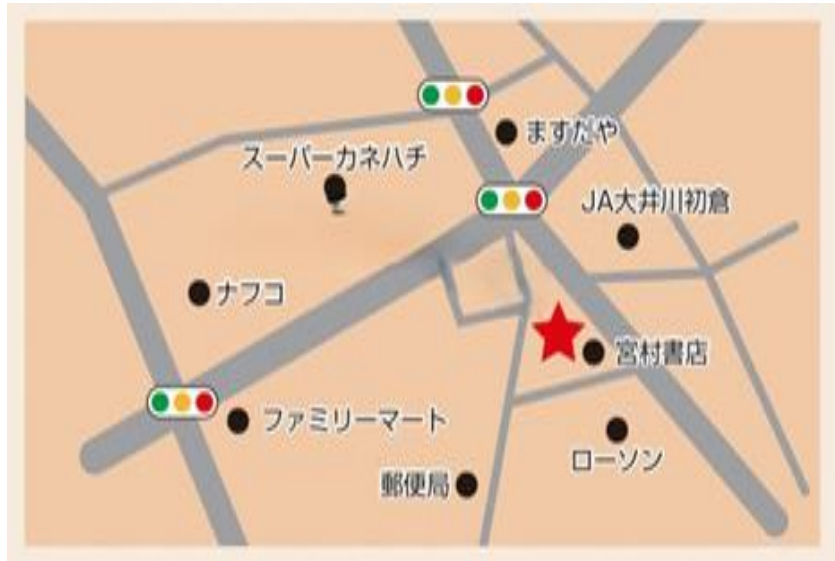 ますだや
スーパーカネハチ
JA大井川初倉
ナフコ
宮村書店
ファミリーマート
ローソン
郵便局